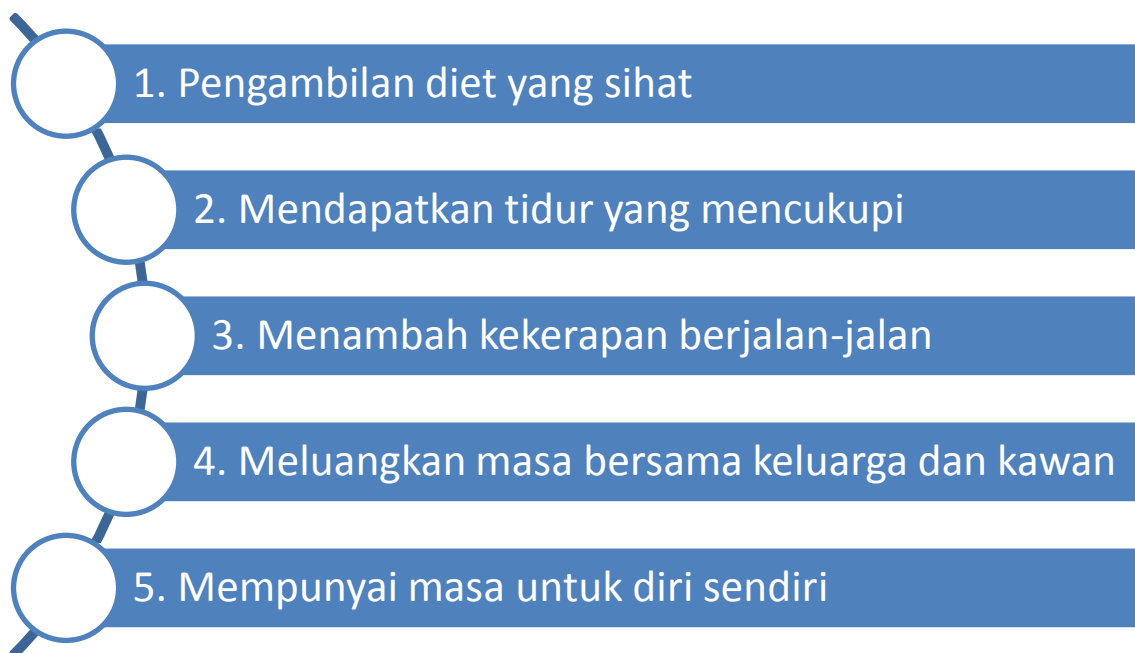 1. Pengambilan diet yang sihat
2. Mendapatkan tidur yang mencukupi
3. Menambah kekerapan berjalan-jalan
4. Meluangkan masa bersama keluarga dan kawan
5. Mempunyai masa untuk diri sendiri